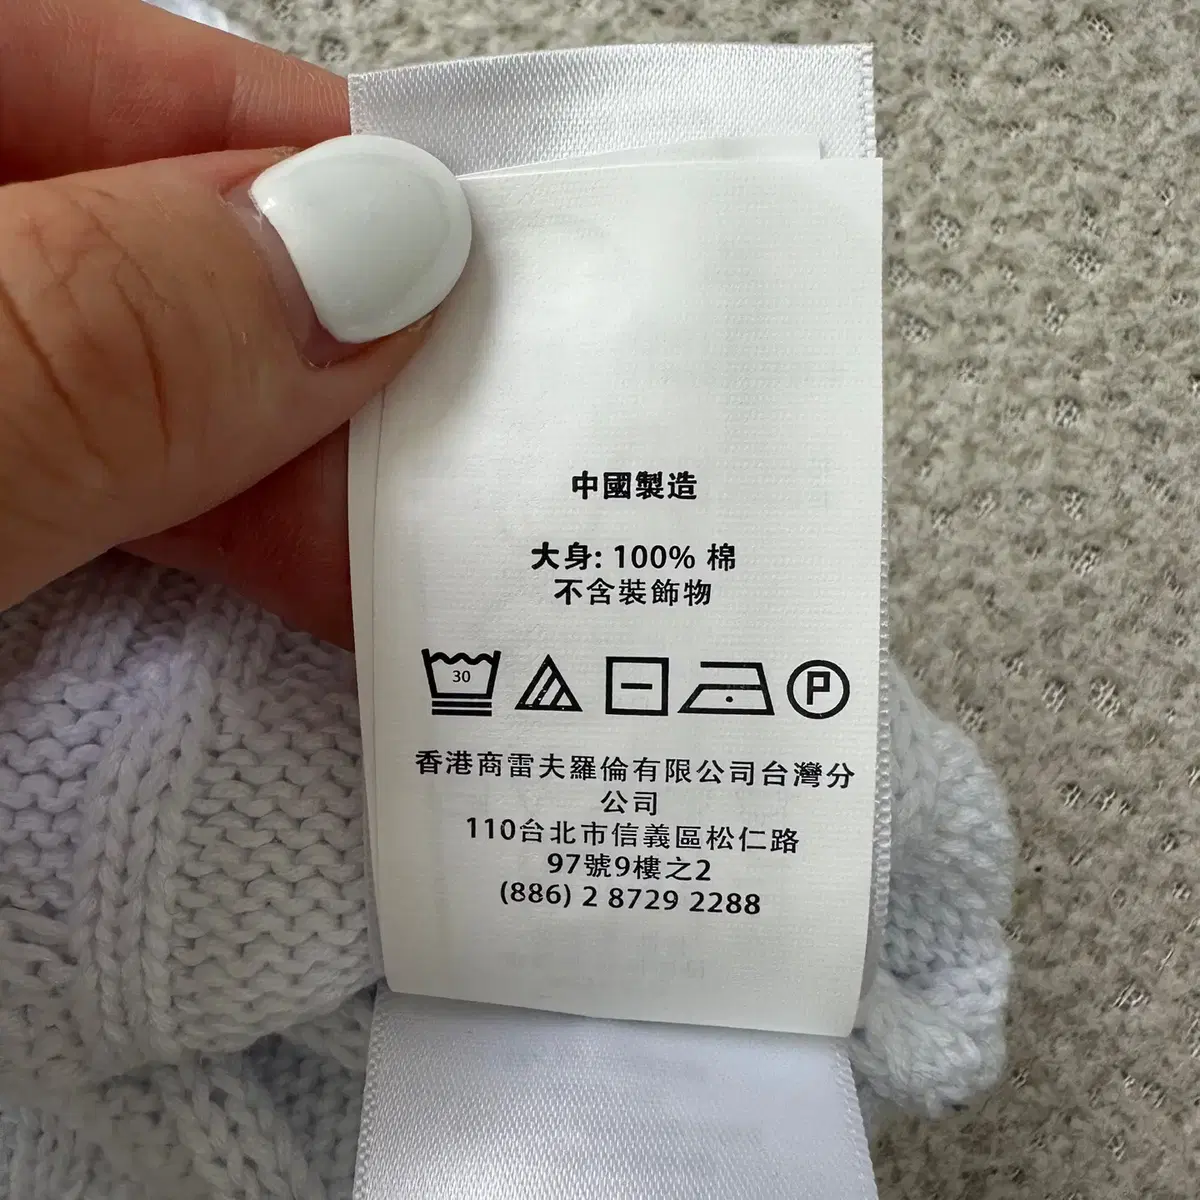 中國製造
大身: 100% 棉
不含裝飾物
30
P
香港商雷夫羅倫有限公司台灣分
公司
110台北市信義區松仁路
97號9樓之2
(886) 2 8729 2288